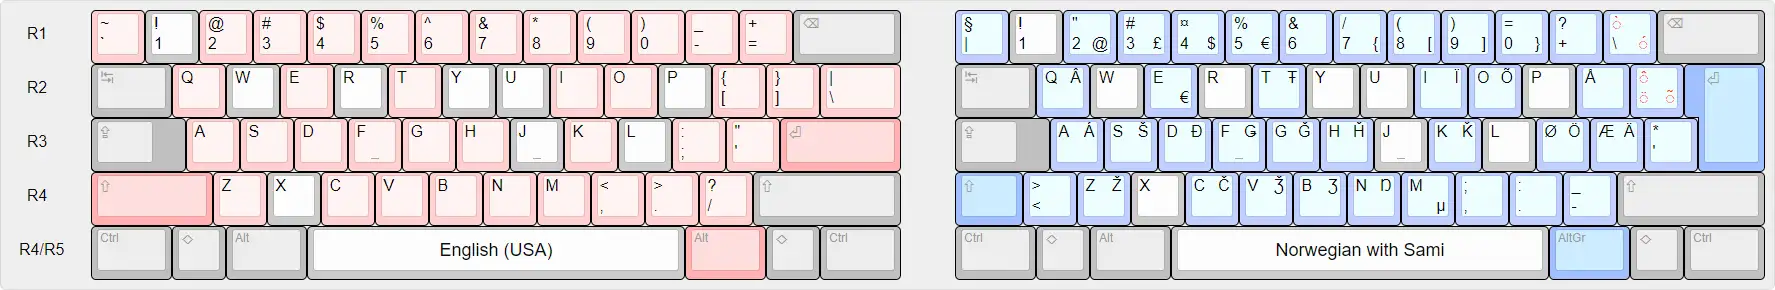 R1 ~ ! @ # $ % ^ & * ( ) _ + ⌫ § ! " # ¤ % & / ( ) = ? ò ⌫
` 1 2 3 4 5 6 7 8 9 0 - = | 1 2 @ 3 £ 4 $ 5 € 6 7 { 8 [ 9 ] 0 } + \ ó
R2 ↹ Q W E R T Y U I O P { } | ↹ Q Â W E R T Ŧ Y U I Ï O Õ P Å ô ⏎
[ ] \ € ö õ
R3 ⇪ A S D F G H J K L : " ⏎ ⇪ A Á S Š D Đ F Ǥ G Ǧ H Ȟ J K Ǩ L Ø Ö Æ Ä *
_ _ ; ' _ _ '
R4 ⇧ Z X C V B N M < > ? ⇧ ⇧ > Z Ž X C Č V Ǯ B Ʒ N Ŋ M ; : _ ⇧
, . / < µ , . -
R4/R5 Ctrl ◇ Alt English (USA) Alt ◇ Ctrl Ctrl ◇ Alt Norwegian with Sami AltGr ◇ Ctrl